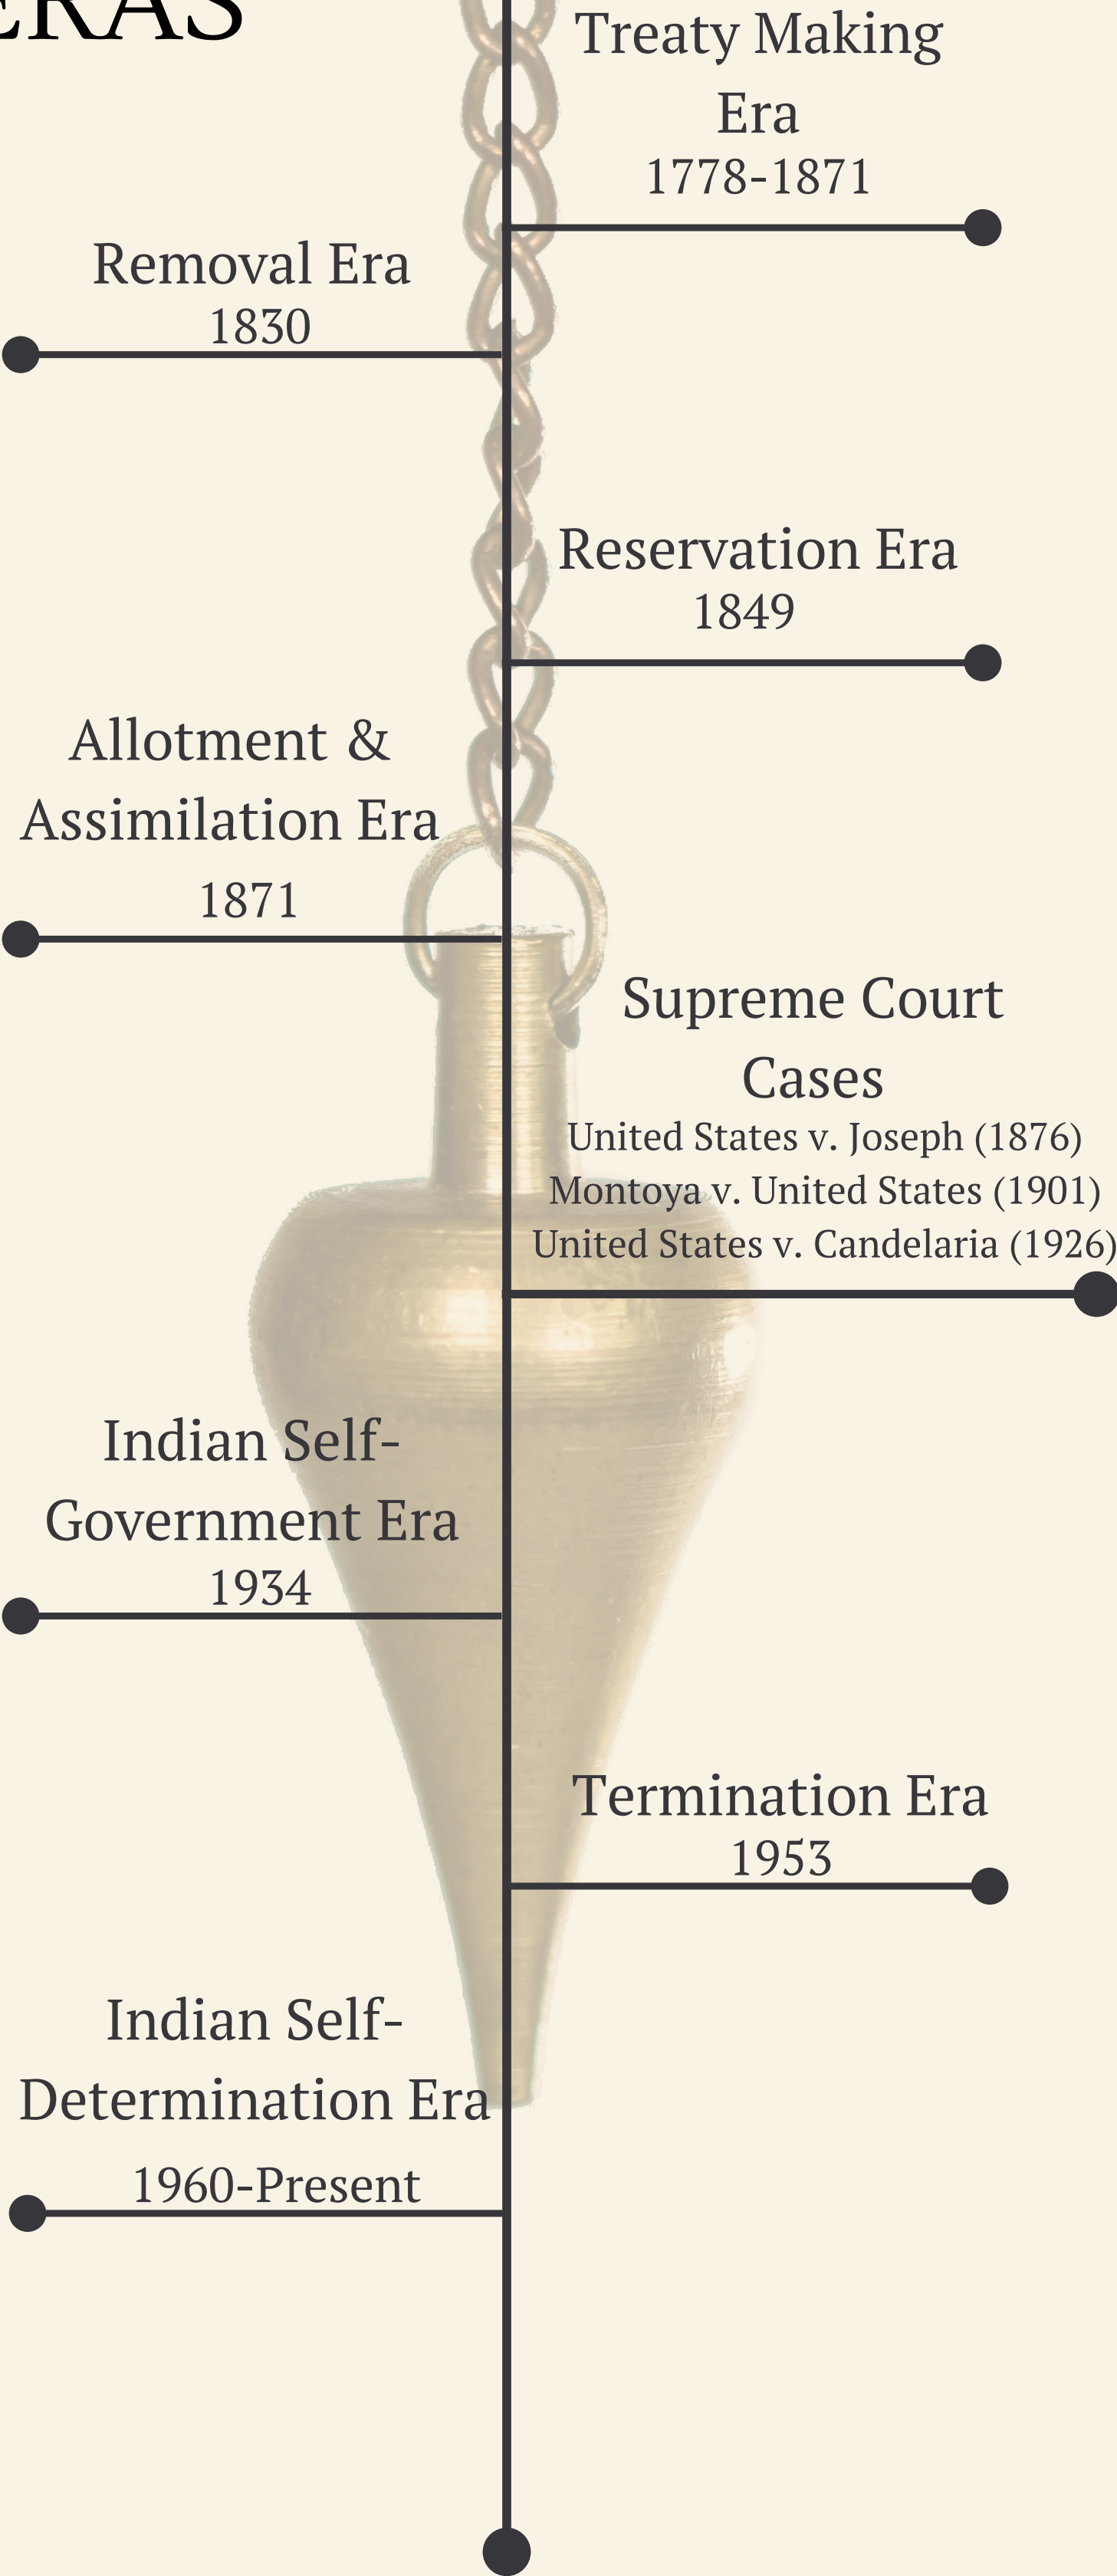 ERAS
Treaty Making
Era
1778-1871
Removal Era
1830
Reservation Era
1849
Allotment &
Assimilation Era
1871
Supreme Court
Cases
United States v. Joseph (1876)
Montoya v. United States (1901)
United States v. Candelaria (1926)
Indian Self-
Government Era
1934
Termination Era
1953
Indian Self-
Determination Era
1960-Present